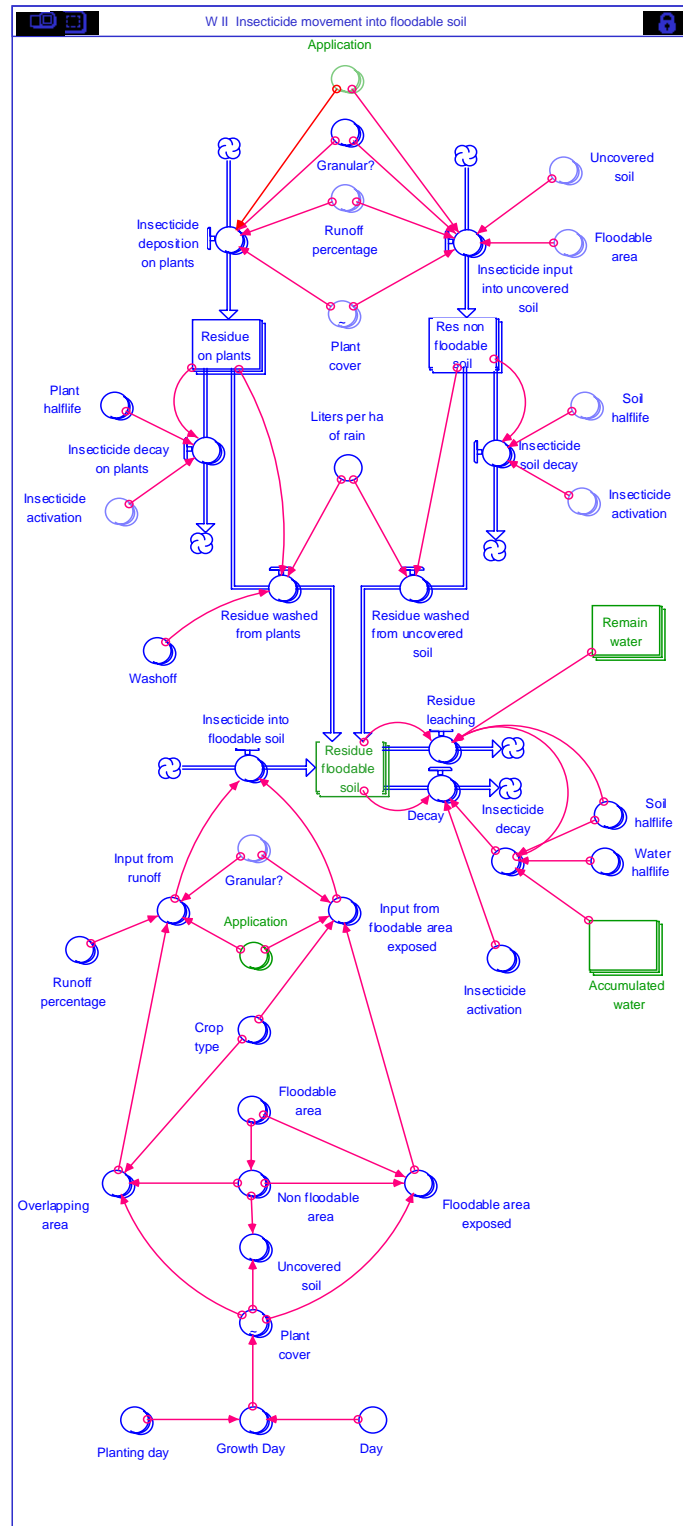 W II Insecticide movement into floodable soil
Application
Granular?
Uncovered
soil
Insecticide
deposition
on plants
Runoff
percentage
Floodable
area
Insecticide input
into uncovered
soil
Plant
cover
~
Residue
on plants
Res non
floodable
soil
Plant
halflife
Liters per ha
of rain
Soil
halflife
Insecticide decay
on plants
Insecticide
soil decay
Insecticide
activation
Insecticide
activation
Residue washed
from plants
Residue washed
from uncovered
soil
Washoff
Remain
water
Insecticide into
floodable soil
Residue
leaching
Residue
floodable
soil
Decay
Insecticide
decay
Soil
halflife
Water
halflife
Input from
runoff
Granular?
Application
Input from
floodable area
exposed
Runoff
percentage
Insecticide
activation
Accumulated
water
Crop
type
Floodable
area
Overlapping
area
Non floodable
area
Floodable area
exposed
Uncovered
soil
~
Plant
cover
Planting day
Growth Day
Day